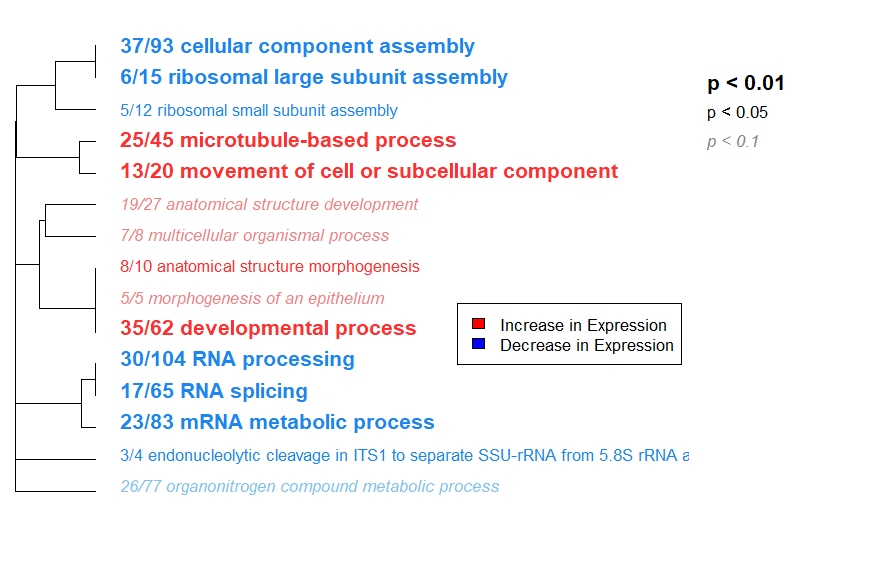 37/93 cellular component assembly
6/15 ribosomal large subunit assembly
5/12 ribosomal small subunit assembly
25/45 microtubule-based process
13/20 movement of cell or subcellular component
19/27 anatomical structure development
7/8 multicellular organismal process
8/10 anatomical structure morphogenesis
5/5 morphogenesis of an epithelium
35/62 developmental process
30/104 RNA processing
17/65 RNA splicing
23/83 mRNA metabolic process
3/4 endonucleolytic cleavage in ITS1 to separate SSU-rRNA from 5.8S rRNA a
26/77 organonitrogen compound metabolic process
p < 0.01
p < 0.05
p < 0.1
Increase in Expression
Decrease in Expression